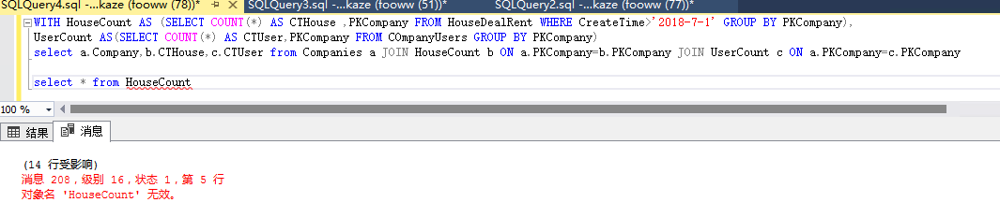 SQLQuery4.sql -...kaze (fooww (78))* SQLQuery3.sql -...kaze (fooww (51))* SQLQuery2.sql -...kaze (fooww (77))*
WITH HouseCount AS (SELECT COUNT(*) AS CTHouse ,PKCompany FROM HouseDealRent WHERE CreateTime>'2018-7-1' GROUP BY PKCompany),
UserCount AS(SELECT COUNT(*) AS CTUser,PKCompany FROM COmpanyUsers GROUP BY PKCompany)
select a.Company,b.CTHouse,c.CTUser from Companies a JOIN HouseCount b ON a.PKCompany=b.PKCompany JOIN UserCount c ON a.PKCompany=c.PKCompany
select * from HouseCount
100 %
结果 消息
(14 行受影响)
消息 208，级别 16，状态 1，第 5 行
对象名 'HouseCount' 无效。